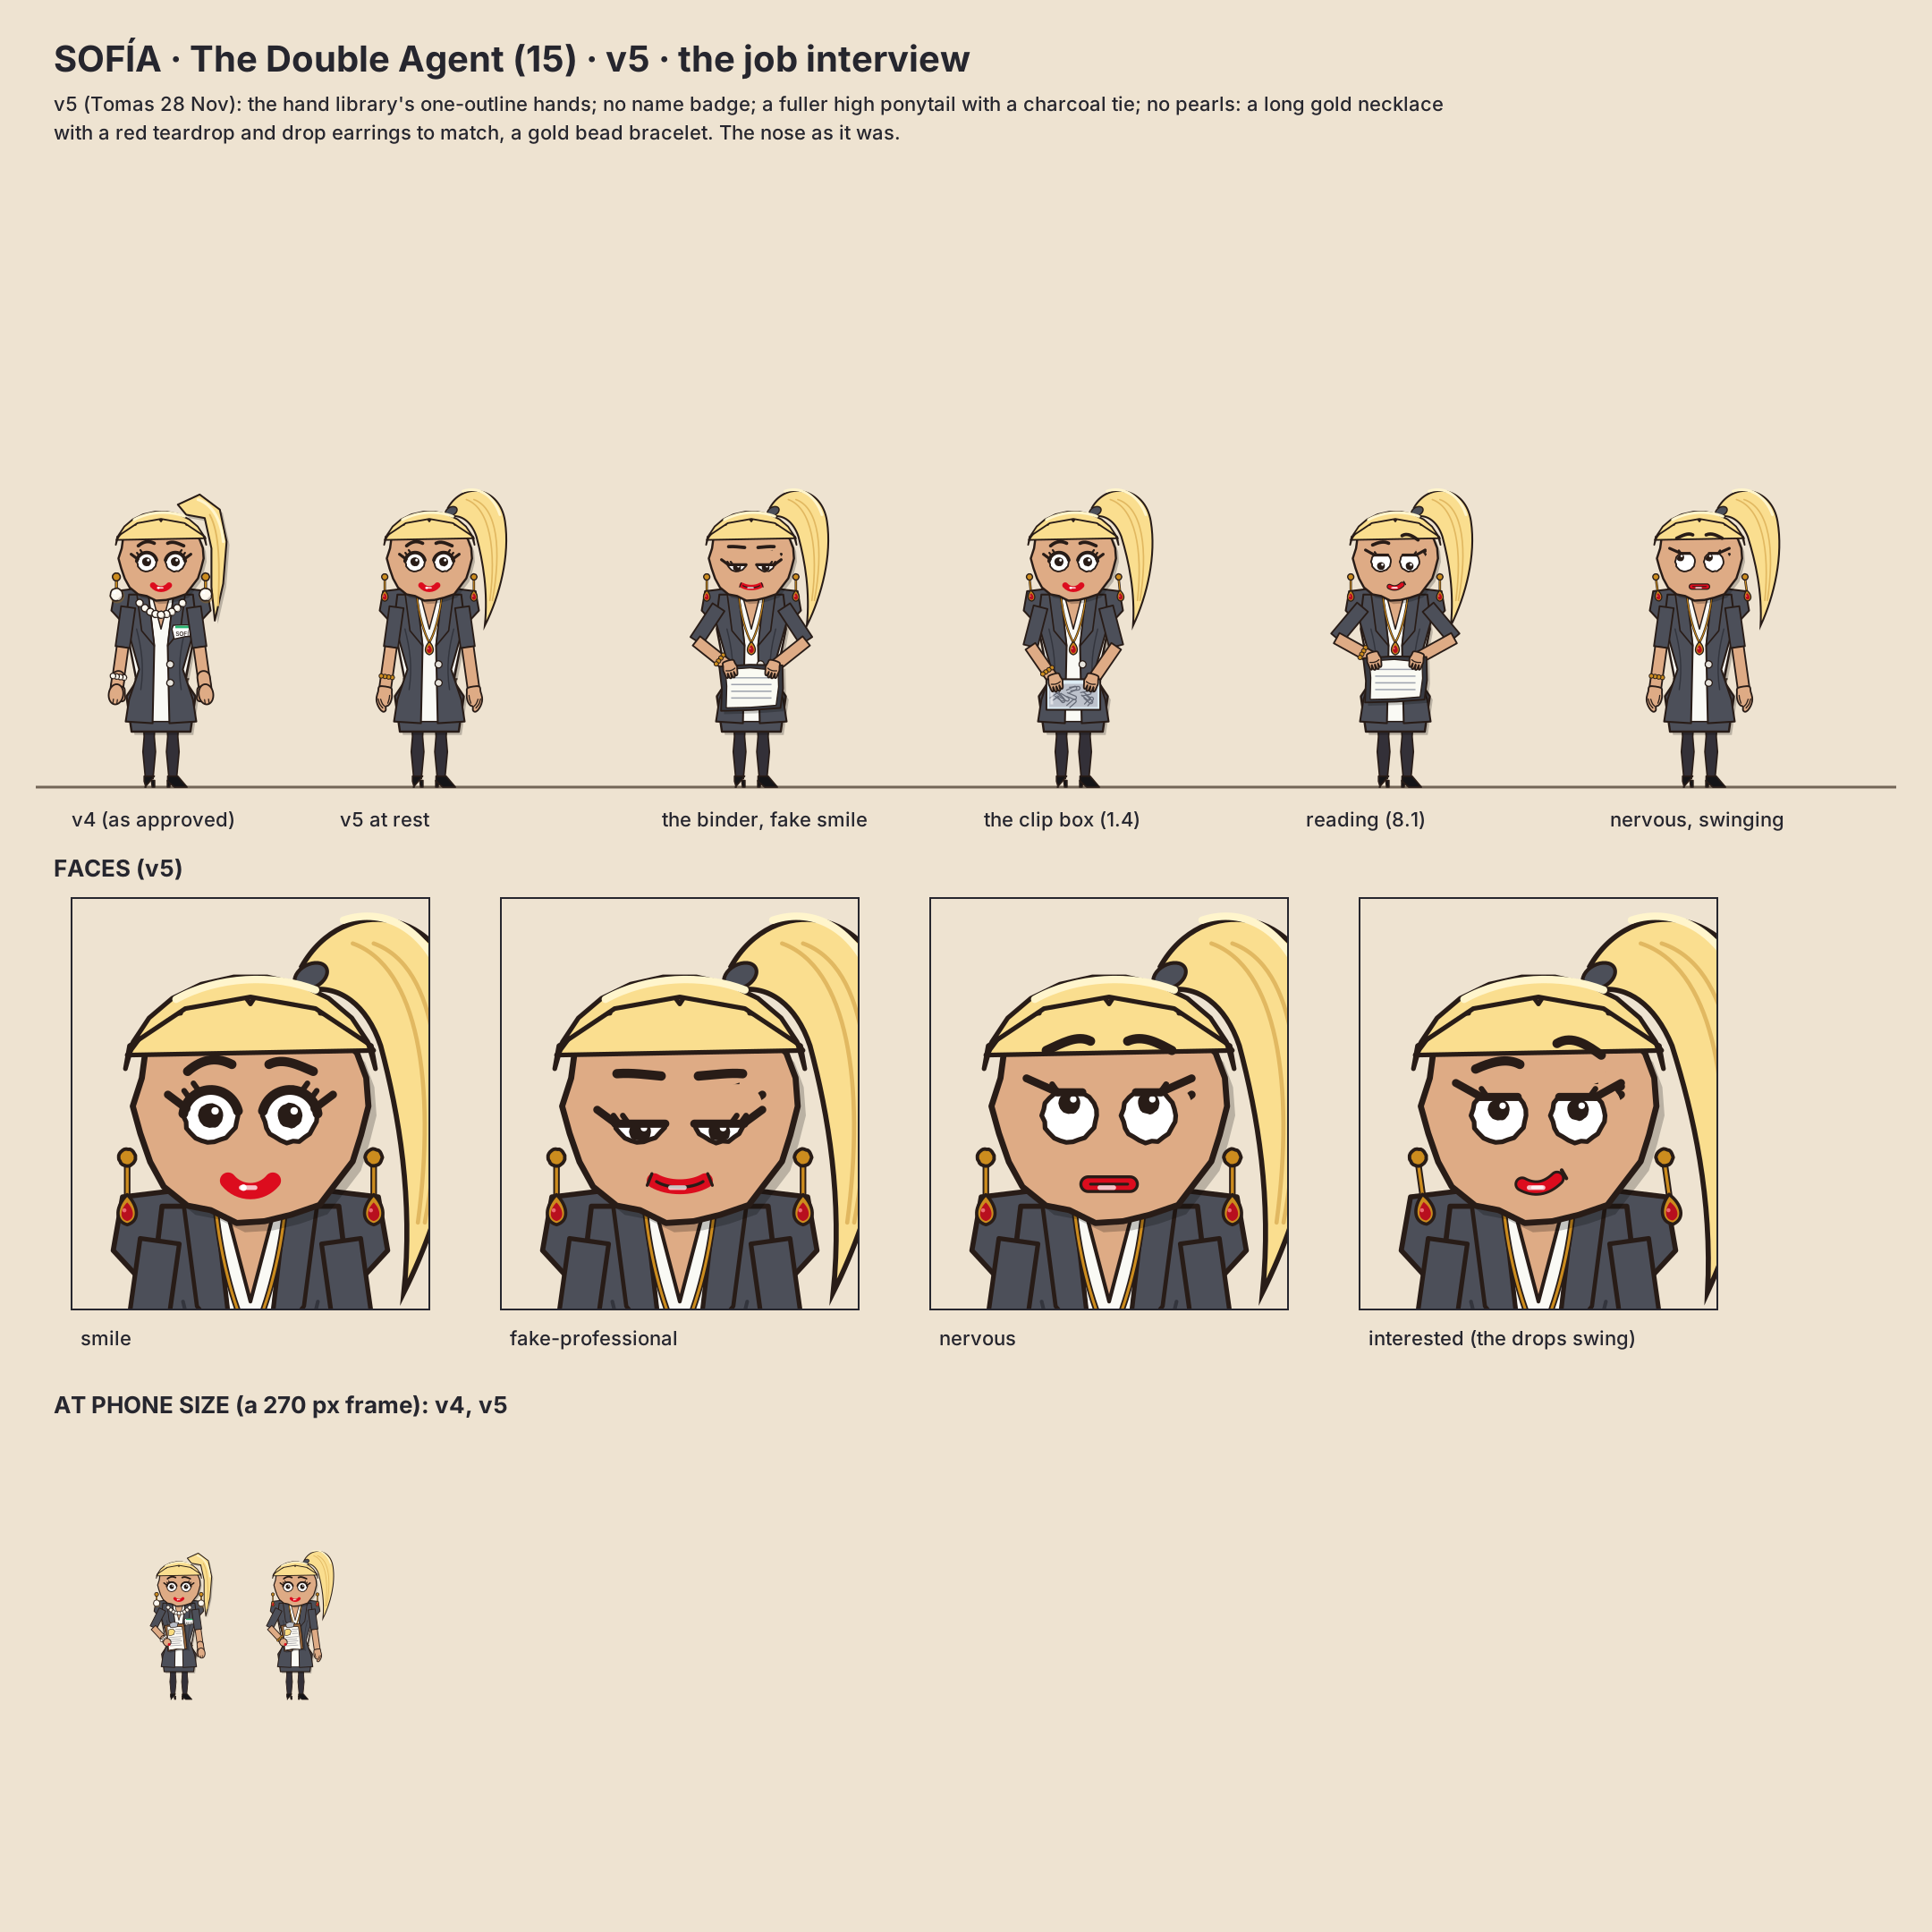 SOFÍA · The Double Agent (15) · v5 · the job interview
v5 (Tomas 28 Nov): the hand library's one-outline hands; no name badge; a fuller high ponytail with a charcoal tie; no pearls: a long gold necklace
with a red teardrop and drop earrings to match, a gold bead bracelet. The nose as it was.
SOFÍ
v4 (as approved)
v5 at rest
the binder, fake smile
the clip box (1.4)
reading (8.1)
nervous, swinging
FACES (v5)
smile
fake-professional
nervous
interested (the drops swing)
AT PHONE SIZE (a 270 px frame): v4, v5